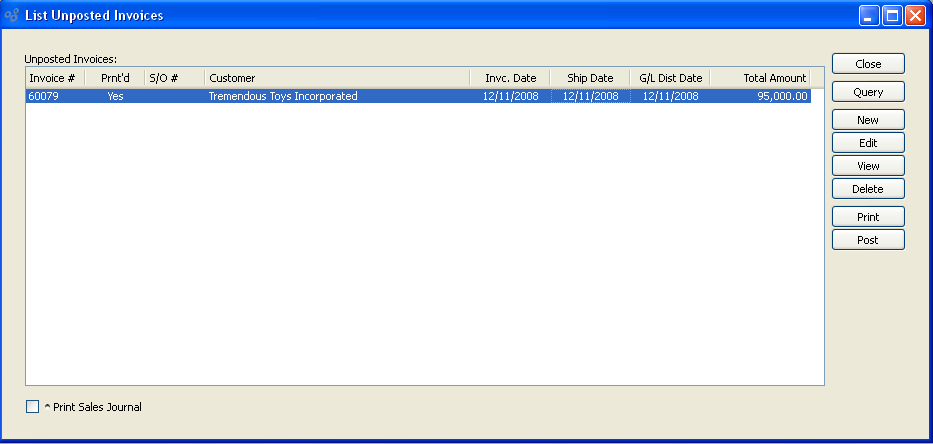 List Unposted Invoices
Unposted Invoices:
Invoice # Prnt'd S/O # Customer Invc. Date Ship Date G/L Dist Date Total Amount
60079 Yes Tremendous Toys Incorporated 12/11/2008 12/11/2008 12/11/2008 95,000.00
Close
Query
New
Edit
View
Delete
Print
Post
^ Print Sales Journal